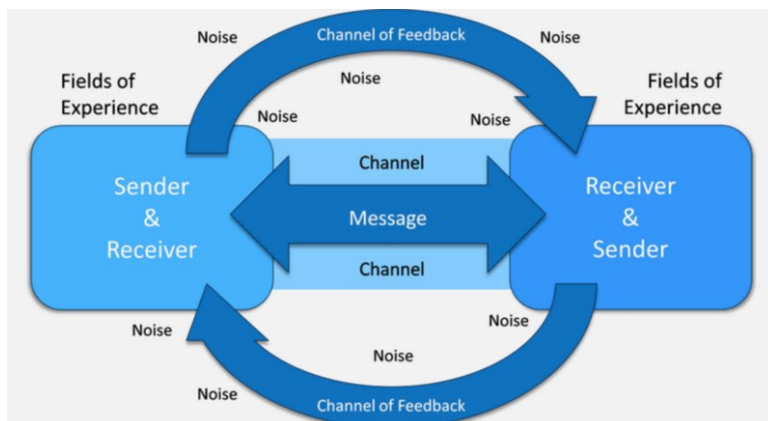 Noise
Channel of Feedback
Noise
Noise
Fields of
Experience
Fields of
Experience
Noise
Noise
Channel
Sender
&
Receiver
Message
Receiver
&
Sender
Channel
Noise
Noise
Noise
Noise
Channel of Feedback